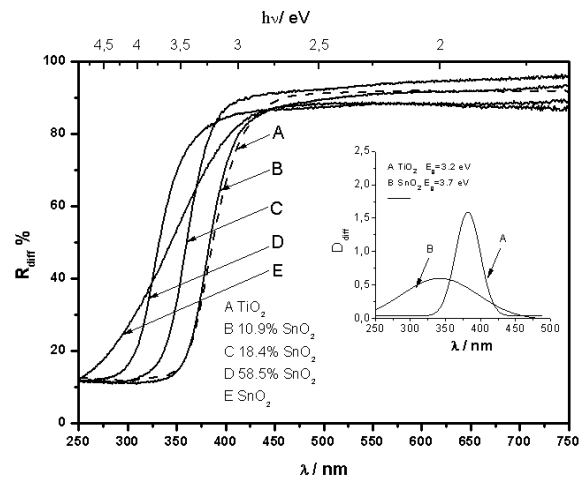 hν/ eV
4,5 4 3,5 3 2,5 2
100
80
60
40
20
0
R_diff %
A
B
C
D
E
A TiO₂
B 10.9% SnO₂
C 18.4% SnO₂
D 58.5% SnO₂
E SnO₂
250 300 350 400 450 500 550 600 650 700 750
λ / nm
2,5
2,0
1,5
1,0
0,5
0,0
D_diff
A TiO₂ E_g=3.2 eV
B SnO₂ E_g=3.7 eV
B
A
250 300 350 400 450 500
λ / nm